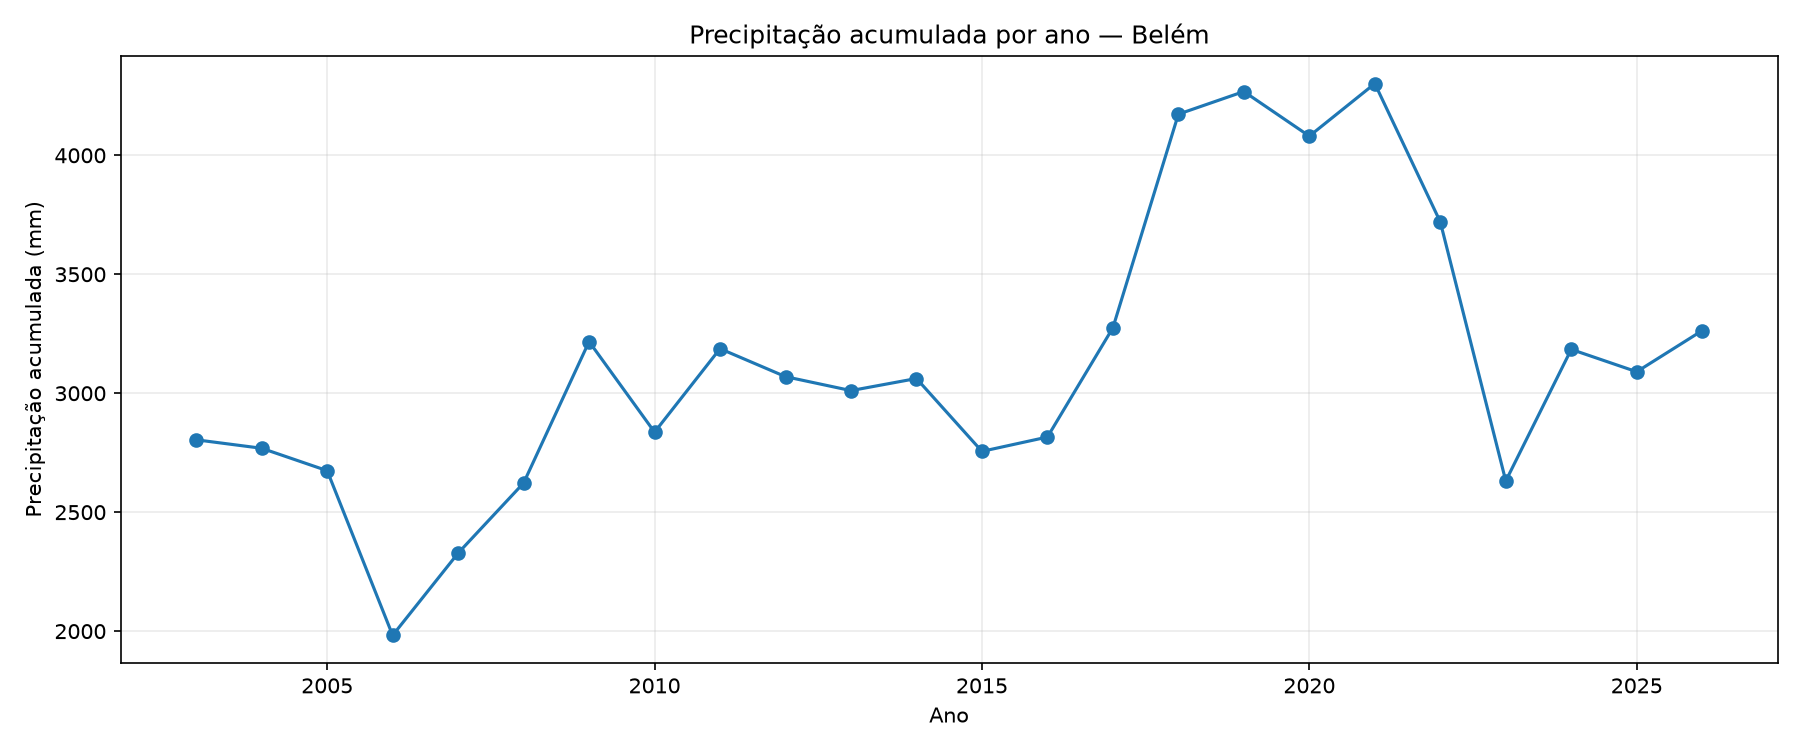 Precipitação acumulada por ano — Belém
Precipitação acumulada (mm)
4000
3500
3000
2500
2000
2005 2010 2015 2020 2025
Ano